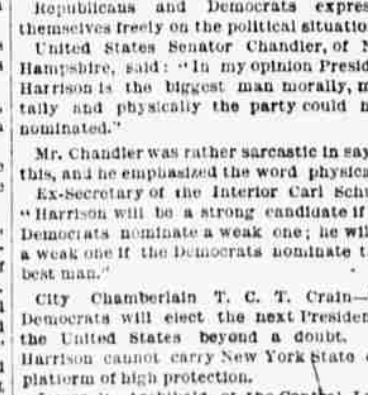 Republicans and Democrats expres
themselves freely on the political situatio
United States Senator Chandler, of N
Hampshire, said: "In my opinion Presid
Harrison is the biggest man morally, m
tally and physically the party could h
nominated."
Mr. Chandler was rather sarcastic in say
this, and he emphasized the word physica
Ex-Secretary of the Interior Carl Schu
"Harrison will be a strong candidate if
Democrats nominate a weak one; he wil
a weak one if the Democrats nominate t
best man."
City Chamberlain T. C. T. Crain—
Democrats will elect the next Presiden
the United States beyond a doubt.
Harrison cannot carry New York State
platform of high protection.